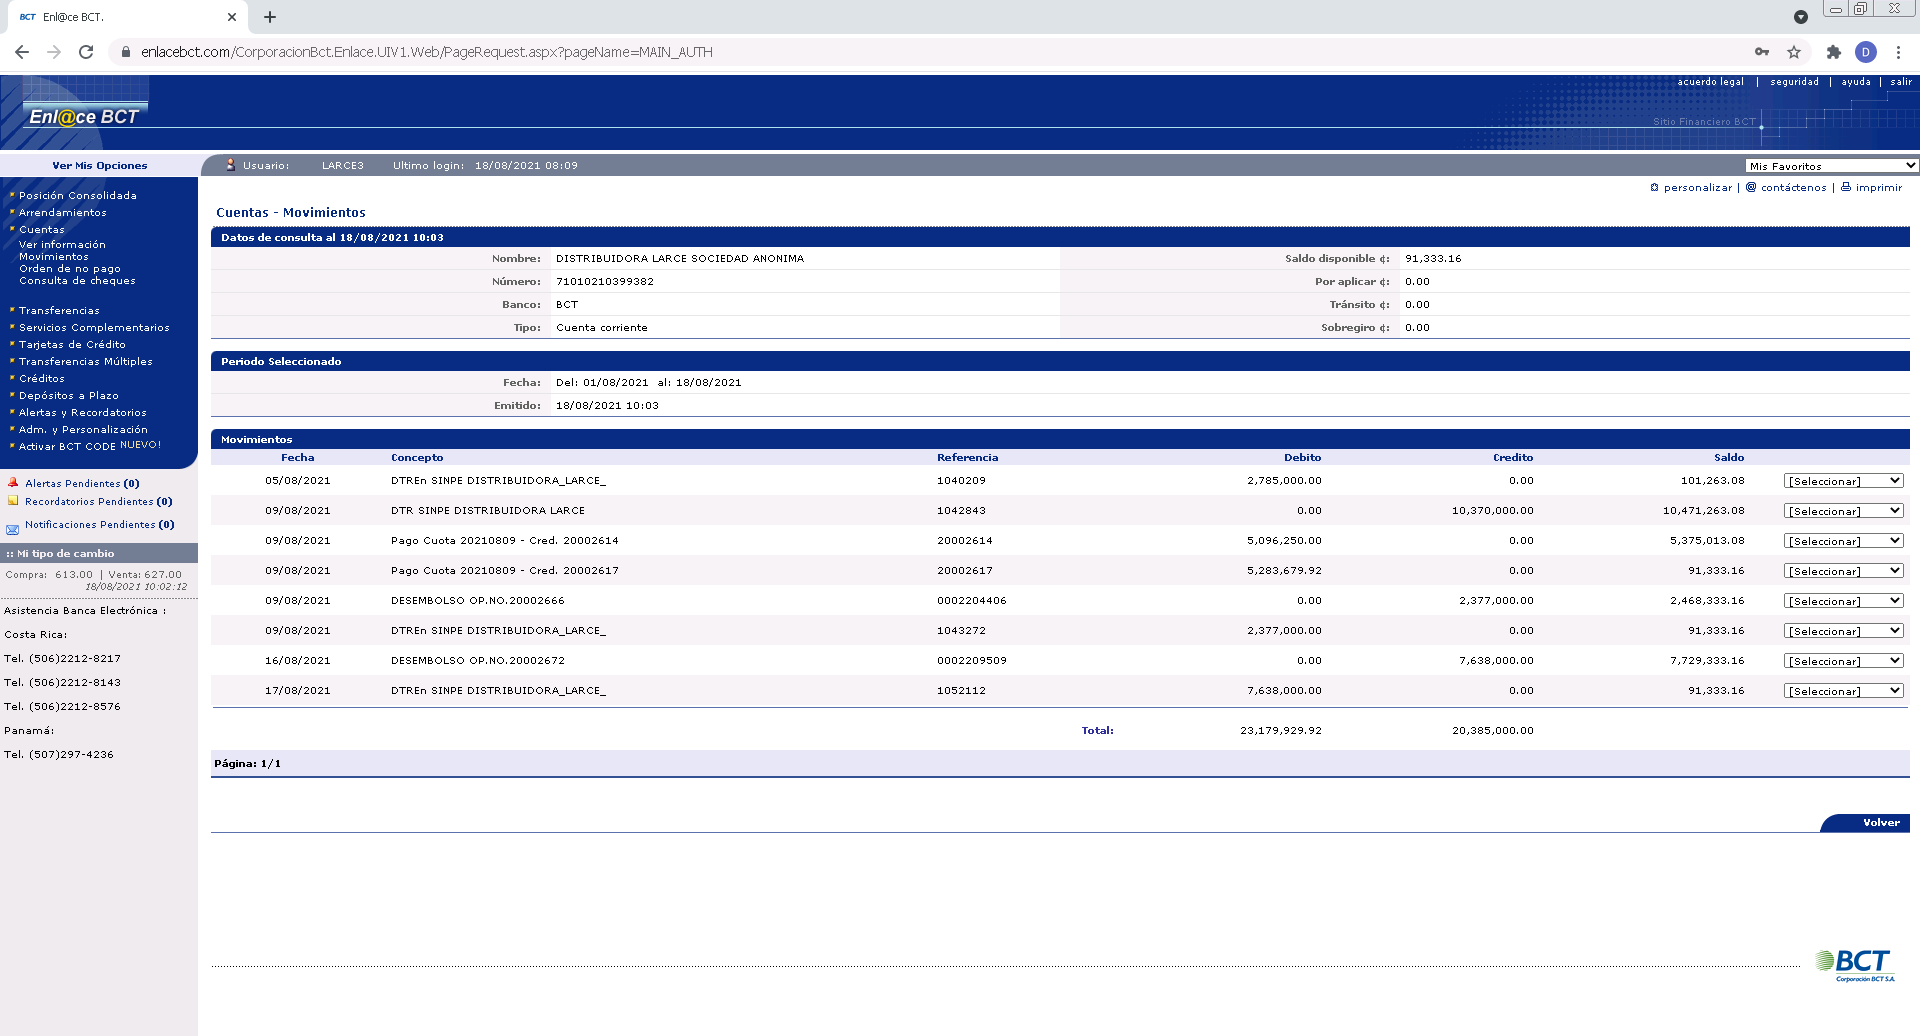 BCT Enl@ce BCT.
enlacebct.com/CorporacionBct.Enlace.UIV1.Web/PageRequest.aspx?pageName=MAIN_AUTH
D
acuerdo legal | seguridad | ayuda | salir
Enl@ce BCT
Sitio Financiero BCT
Ver Mis Opciones
Usuario: LARCE3 Ultimo login: 18/08/2021 08:09
Mis Favoritos
personalizar | contáctenos | imprimir
Posición Consolidada
Arrendamientos
Cuentas
Ver información
Movimientos
Orden de no pago
Consulta de cheques
Transferencias
Servicios Complementarios
Tarjetas de Crédito
Transferencias Múltiples
Créditos
Depósitos a Plazo
Alertas y Recordatorios
Adm. y Personalización
Activar BCT CODE NUEVO!
Alertas Pendientes (0)
Recordatorios Pendientes (0)
Notificaciones Pendientes (0)
:: Mi tipo de cambio
Compra: 613.00 | Venta: 627.00
18/08/2021 10:02:12
Asistencia Banca Electrónica :
Costa Rica:
Tel. (506)2212-8217
Tel. (506)2212-8143
Tel. (506)2212-8576
Panamá:
Tel. (507)297-4236
Cuentas - Movimientos
Datos de consulta al 18/08/2021 10:03
Nombre: DISTRIBUIDORA LARCE SOCIEDAD ANONIMA Saldo disponible ¢: 91,333.16
Número: 71010210399382 Por aplicar ¢: 0.00
Banco: BCT Tránsito ¢: 0.00
Tipo: Cuenta corriente Sobregiro ¢: 0.00
Periodo Seleccionado
Fecha: Del: 01/08/2021 al: 18/08/2021
Emitido: 18/08/2021 10:03
Movimientos
Fecha Concepto Referencia Debito Credito Saldo
05/08/2021 DTREn SINPE DISTRIBUIDORA_LARCE_ 1040209 2,785,000.00 0.00 101,263.08 [Seleccionar]
09/08/2021 DTR SINPE DISTRIBUIDORA LARCE 1042843 0.00 10,370,000.00 10,471,263.08 [Seleccionar]
09/08/2021 Pago Cuota 20210809 - Cred. 20002614 20002614 5,096,250.00 0.00 5,375,013.08 [Seleccionar]
09/08/2021 Pago Cuota 20210809 - Cred. 20002617 20002617 5,283,679.92 0.00 91,333.16 [Seleccionar]
09/08/2021 DESEMBOLSO OP.NO.20002666 0002204406 0.00 2,377,000.00 2,468,333.16 [Seleccionar]
09/08/2021 DTREn SINPE DISTRIBUIDORA_LARCE_ 1043272 2,377,000.00 0.00 91,333.16 [Seleccionar]
16/08/2021 DESEMBOLSO OP.NO.20002672 0002209509 0.00 7,638,000.00 7,729,333.16 [Seleccionar]
17/08/2021 DTREn SINPE DISTRIBUIDORA_LARCE_ 1052112 7,638,000.00 0.00 91,333.16 [Seleccionar]
Total: 23,179,929.92 20,385,000.00
Página: 1/1
Volver
BCT
Corporación BCT S.A.